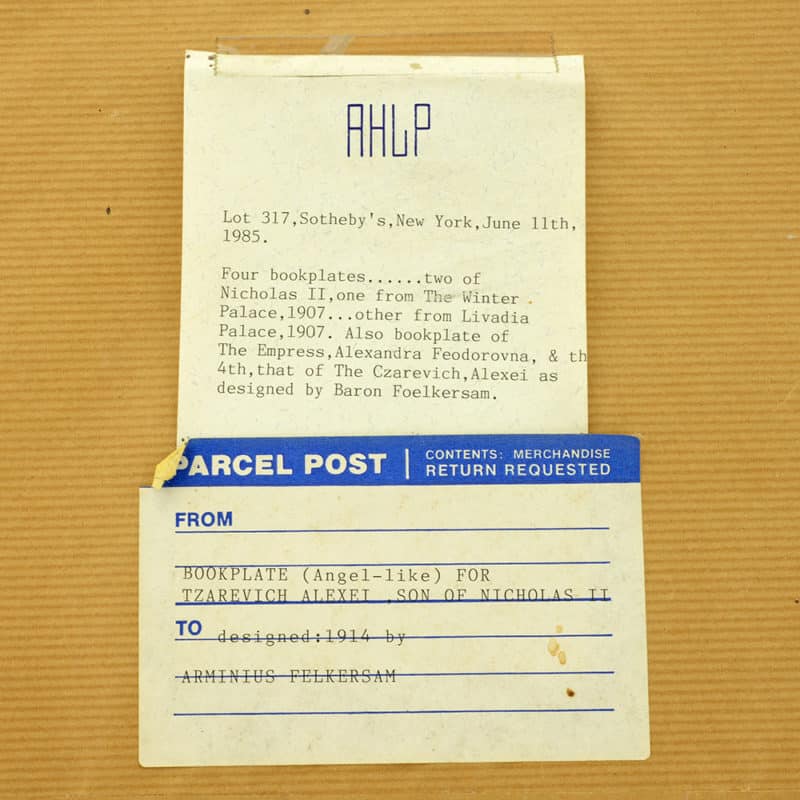 AHLP
Lot 317,Sotheby's,New York,June 11th,
1985.
Four bookplates......two of
Nicholas II,one from The Winter
Palace,1907...other from Livadia
Palace,1907. Also bookplate of
The Empress,Alexandra Feodorovna, & th
4th,that of The Czarevich,Alexei as
designed by Baron Foelkersam.
PARCEL POST | CONTENTS: MERCHANDISE
RETURN REQUESTED
FROM
BOOKPLATE (Angel-like) FOR
TZAREVICH ALEXEI ,SON OF NICHOLAS II
TO designed:1914 by
ARMINIUS FELKERSAM